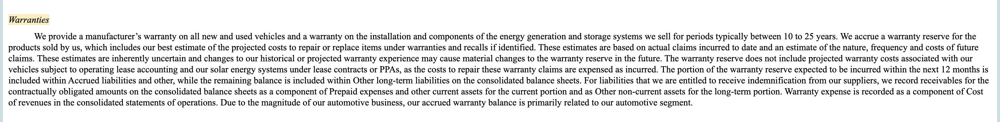 Warranties
We provide a manufacturer’s warranty on all new and used vehicles and a warranty on the installation and components of the energy generation and storage systems we sell for periods typically between 10 to 25 years. We accrue a warranty reserve for the
products sold by us, which includes our best estimate of the projected costs to repair or replace items under warranties and recalls if identified. These estimates are based on actual claims incurred to date and an estimate of the nature, frequency and costs of future
claims. These estimates are inherently uncertain and changes to our historical or projected warranty experience may cause material changes to the warranty reserve in the future. The warranty reserve does not include projected warranty costs associated with our
vehicles subject to operating lease accounting and our solar energy systems under lease contracts or PPAs, as the costs to repair these warranty claims are expensed as incurred. The portion of the warranty reserve expected to be incurred within the next 12 months is
included within Accrued liabilities and other, while the remaining balance is included within Other long-term liabilities on the consolidated balance sheets. For liabilities that we are entitled to receive indemnification from our suppliers, we record receivables for the
contractually obligated amounts on the consolidated balance sheets as a component of Prepaid expenses and other current assets for the current portion and as Other non-current assets for the long-term portion. Warranty expense is recorded as a component of Cost
of revenues in the consolidated statements of operations. Due to the magnitude of our automotive business, our accrued warranty balance is primarily related to our automotive segment.